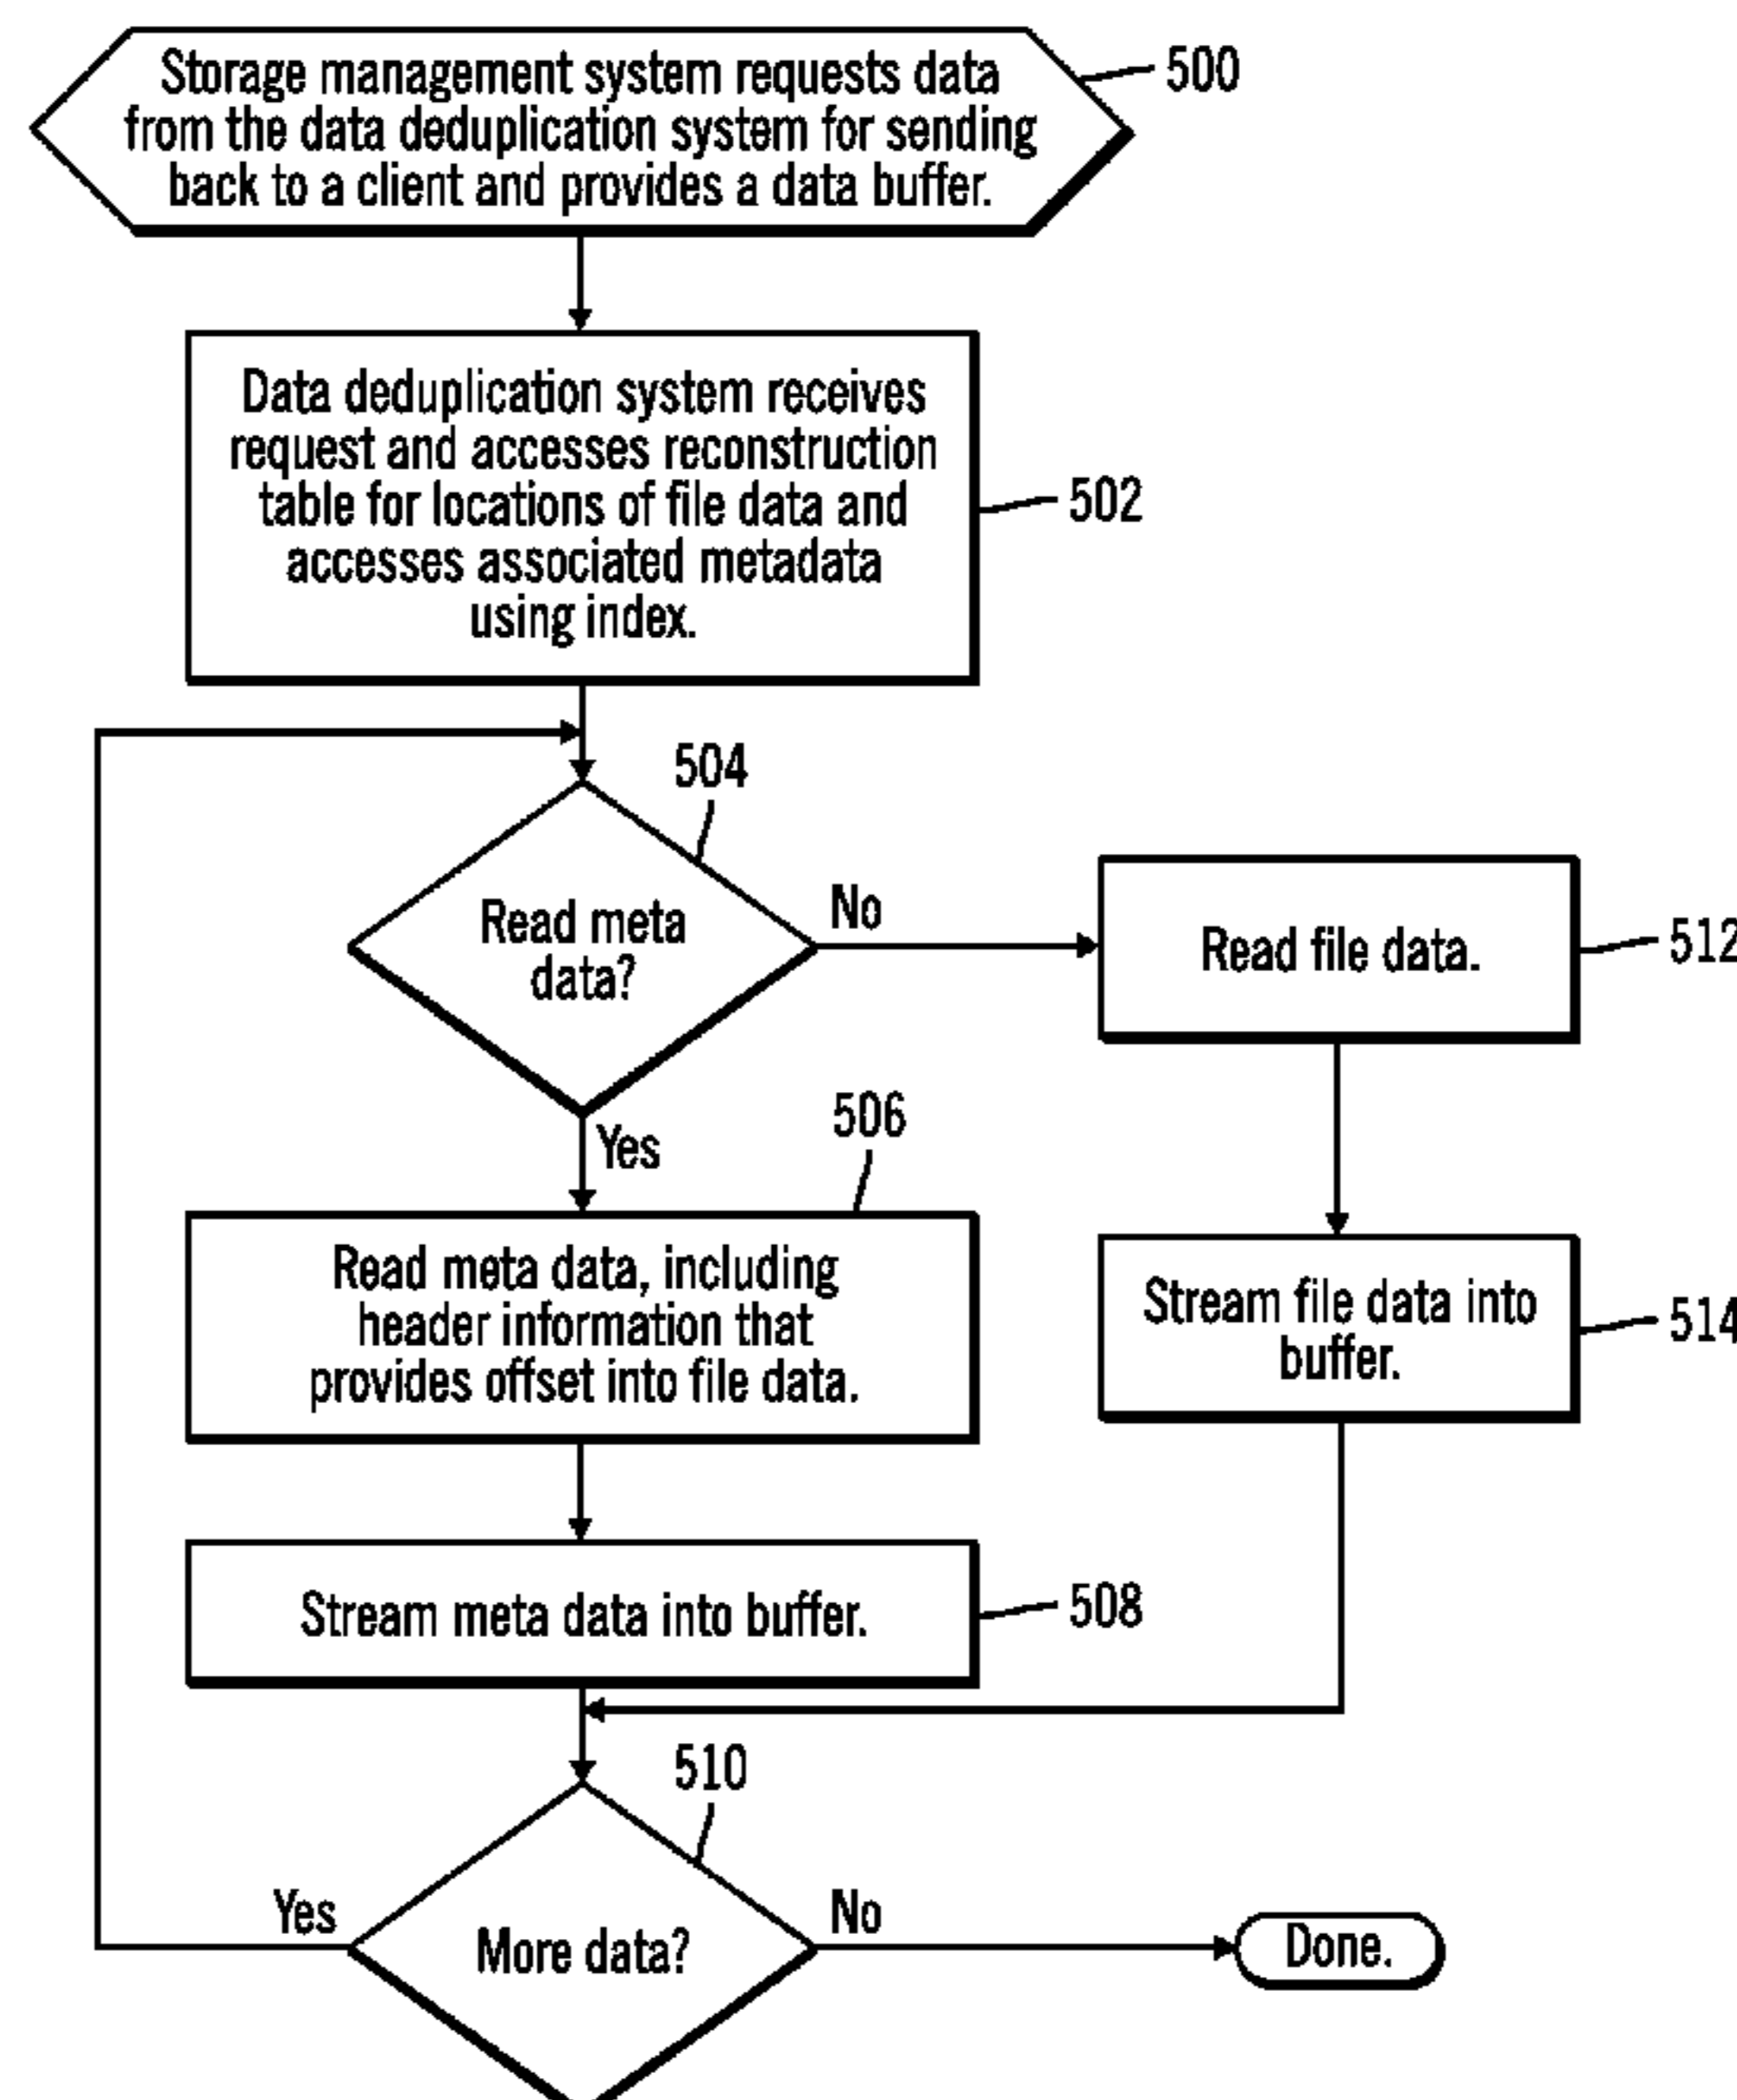 Storage management system requests data
from the data deduplication system for sending
back to a client and provides a data buffer.
500
Data deduplication system receives
request and accesses reconstruction
table for locations of file data and
accesses associated metadata
using index.
502
504
Read meta
data?
No
Read file data.
512
Yes
506
Read meta data, including
header information that
provides offset into file data.
Stream file data into
buffer.
514
Stream meta data into buffer.
508
510
More data?
Yes
No
Done.